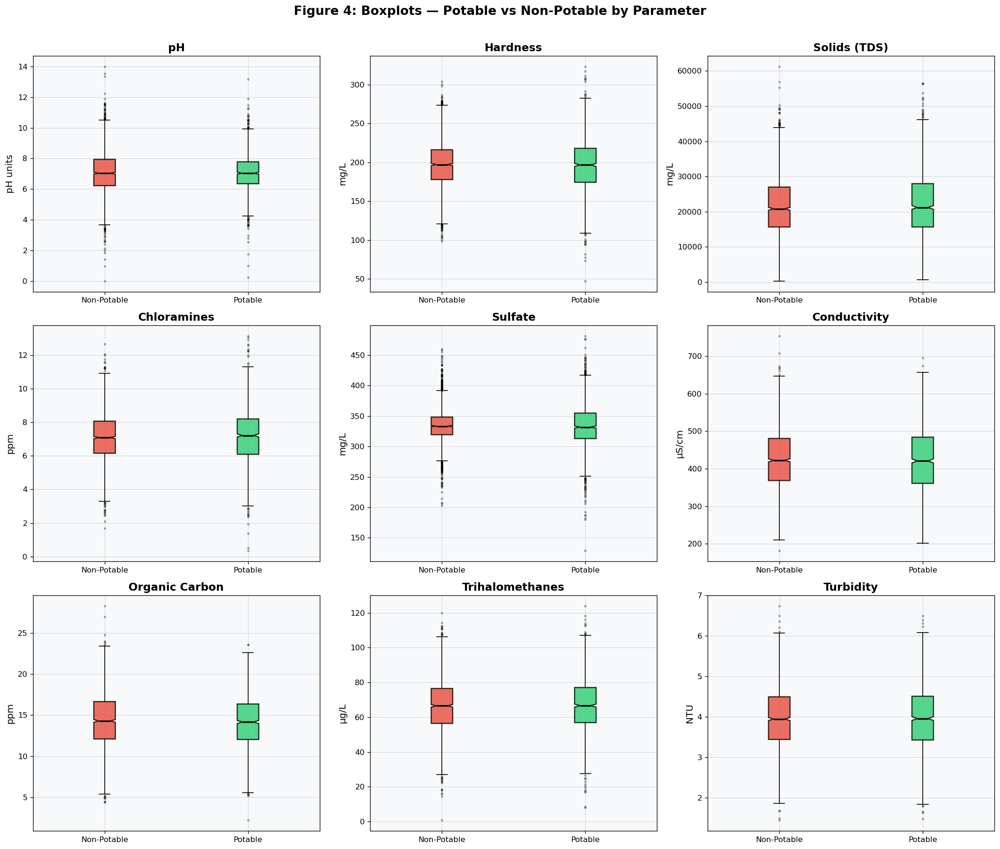 Figure 4: Boxplots — Potable vs Non-Potable by Parameter
pH
pH units
14
12
10
8
6
4
2
0
Non-Potable Potable
Hardness
mg/L
300
250
200
150
100
50
Non-Potable Potable
Solids (TDS)
mg/L
60000
50000
40000
30000
20000
10000
0
Non-Potable Potable
Chloramines
ppm
12
10
8
6
4
2
0
Non-Potable Potable
Sulfate
mg/L
450
400
350
300
250
200
150
Non-Potable Potable
Conductivity
μS/cm
700
600
500
400
300
200
Non-Potable Potable
Organic Carbon
ppm
25
20
15
10
5
Non-Potable Potable
Trihalomethanes
μg/L
120
100
80
60
40
20
0
Non-Potable Potable
Turbidity
NTU
7
6
5
4
3
2
Non-Potable Potable